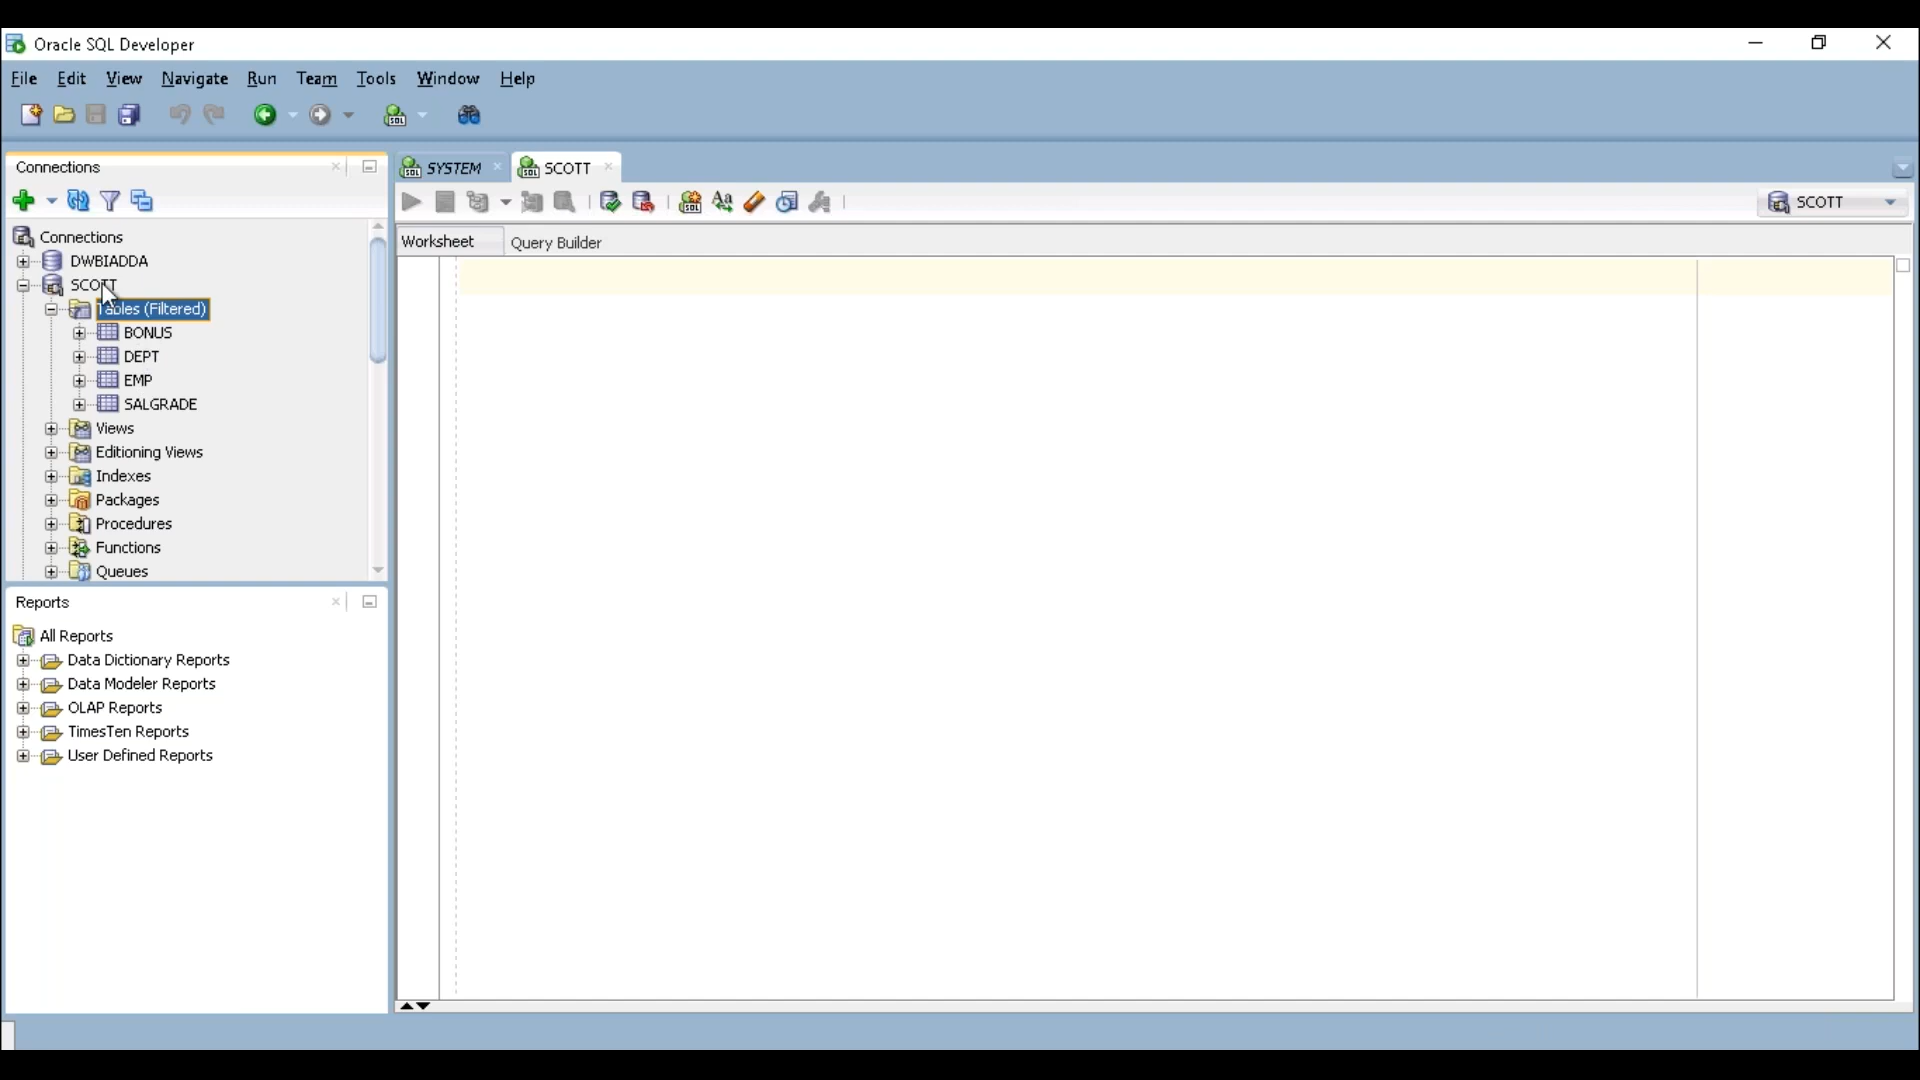 Oracle SQL Developer
File Edit View Navigate Run Team Tools Window Help
Connections
SYSTEM
SCOTT
SCOTT
Worksheet
Query Builder
Connections
DWBIADDA
SCOTT
Tables (Filtered)
BONUS
DEPT
EMP
SALGRADE
Views
Editioning Views
Indexes
Packages
Procedures
Functions
Queues
Reports
All Reports
Data Dictionary Reports
Data Modeler Reports
OLAP Reports
TimesTen Reports
User Defined Reports